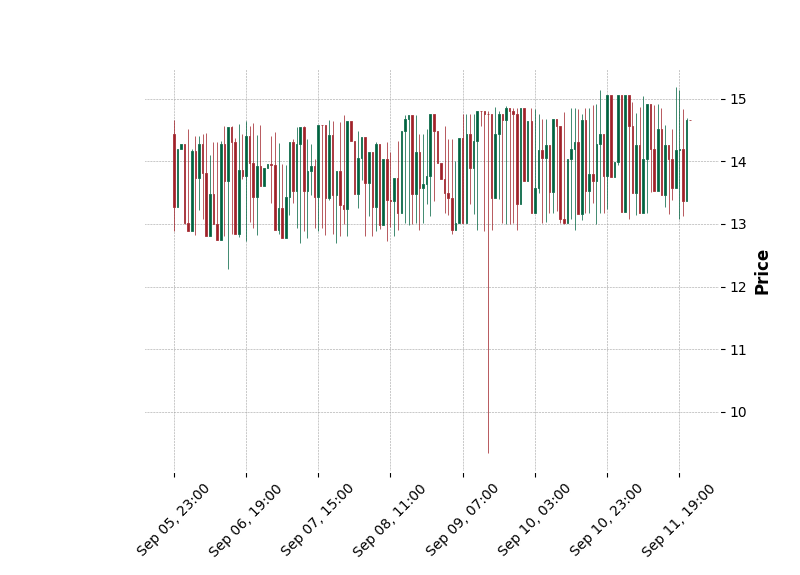 15
14
13
12
11
10
Price
Sep 05, 23:00
Sep 06, 19:00
Sep 07, 15:00
Sep 08, 11:00
Sep 09, 07:00
Sep 10, 03:00
Sep 10, 23:00
Sep 11, 19:00